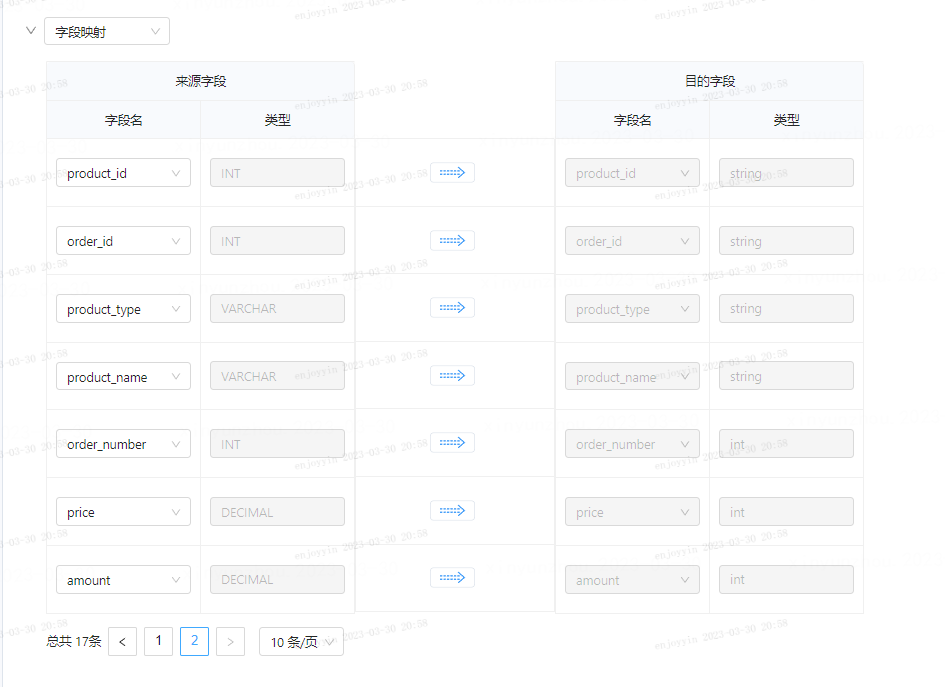 字段映射
来源字段 目的字段
字段名 类型 字段名 类型
product_id INT product_id string
order_id INT order_id string
product_type VARCHAR product_type string
product_name VARCHAR product_name string
order_number INT order_number int
price DECIMAL price int
amount DECIMAL amount int
总共 17条 < 1 2 > 10 条/页
enjoyyin 2023-03-30 20:58